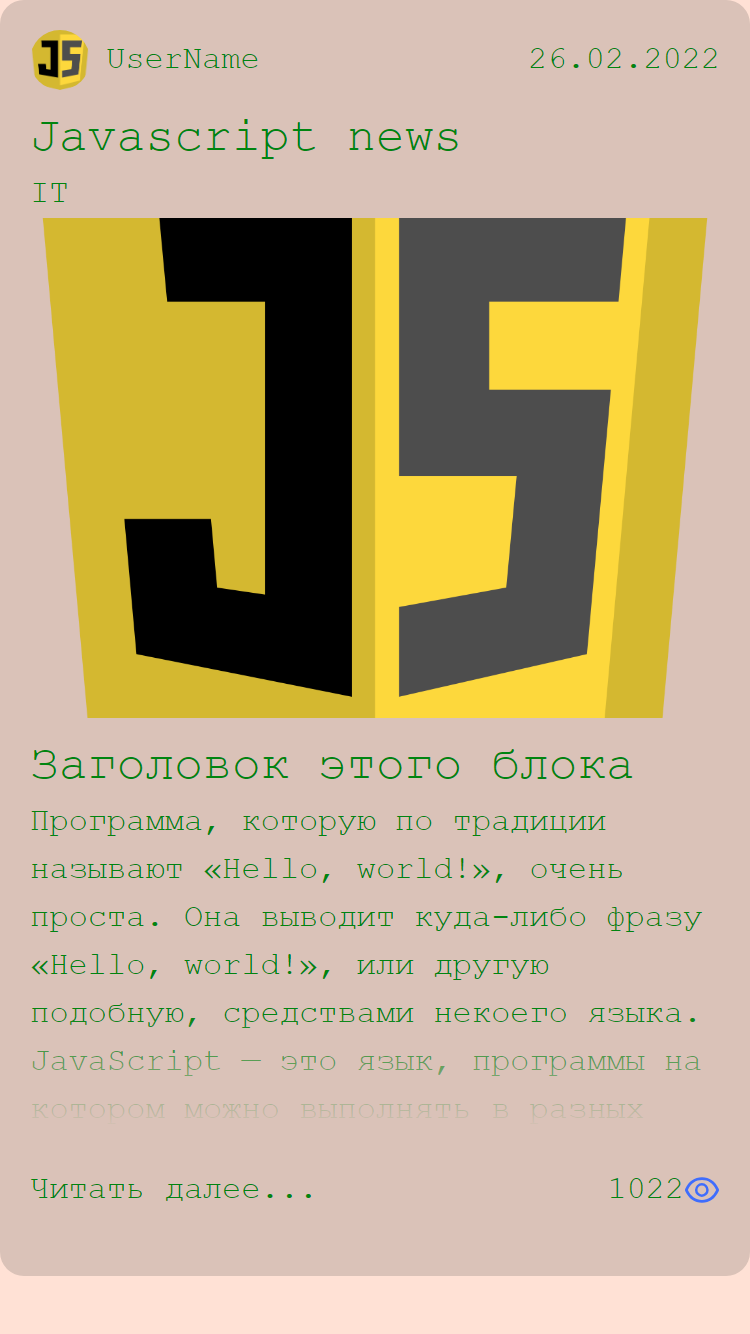 JS UserName 26.02.2022
Javascript news
IT
JS
Заголовок этого блока
Программа, которую по традиции
называют «Hello, world!», очень
проста. Она выводит куда-либо фразу
«Hello, world!», или другую
подобную, средствами некоего языка.
JavaScript — это язык, программы на
котором можно выполнять в разных
Читать далее... 1022